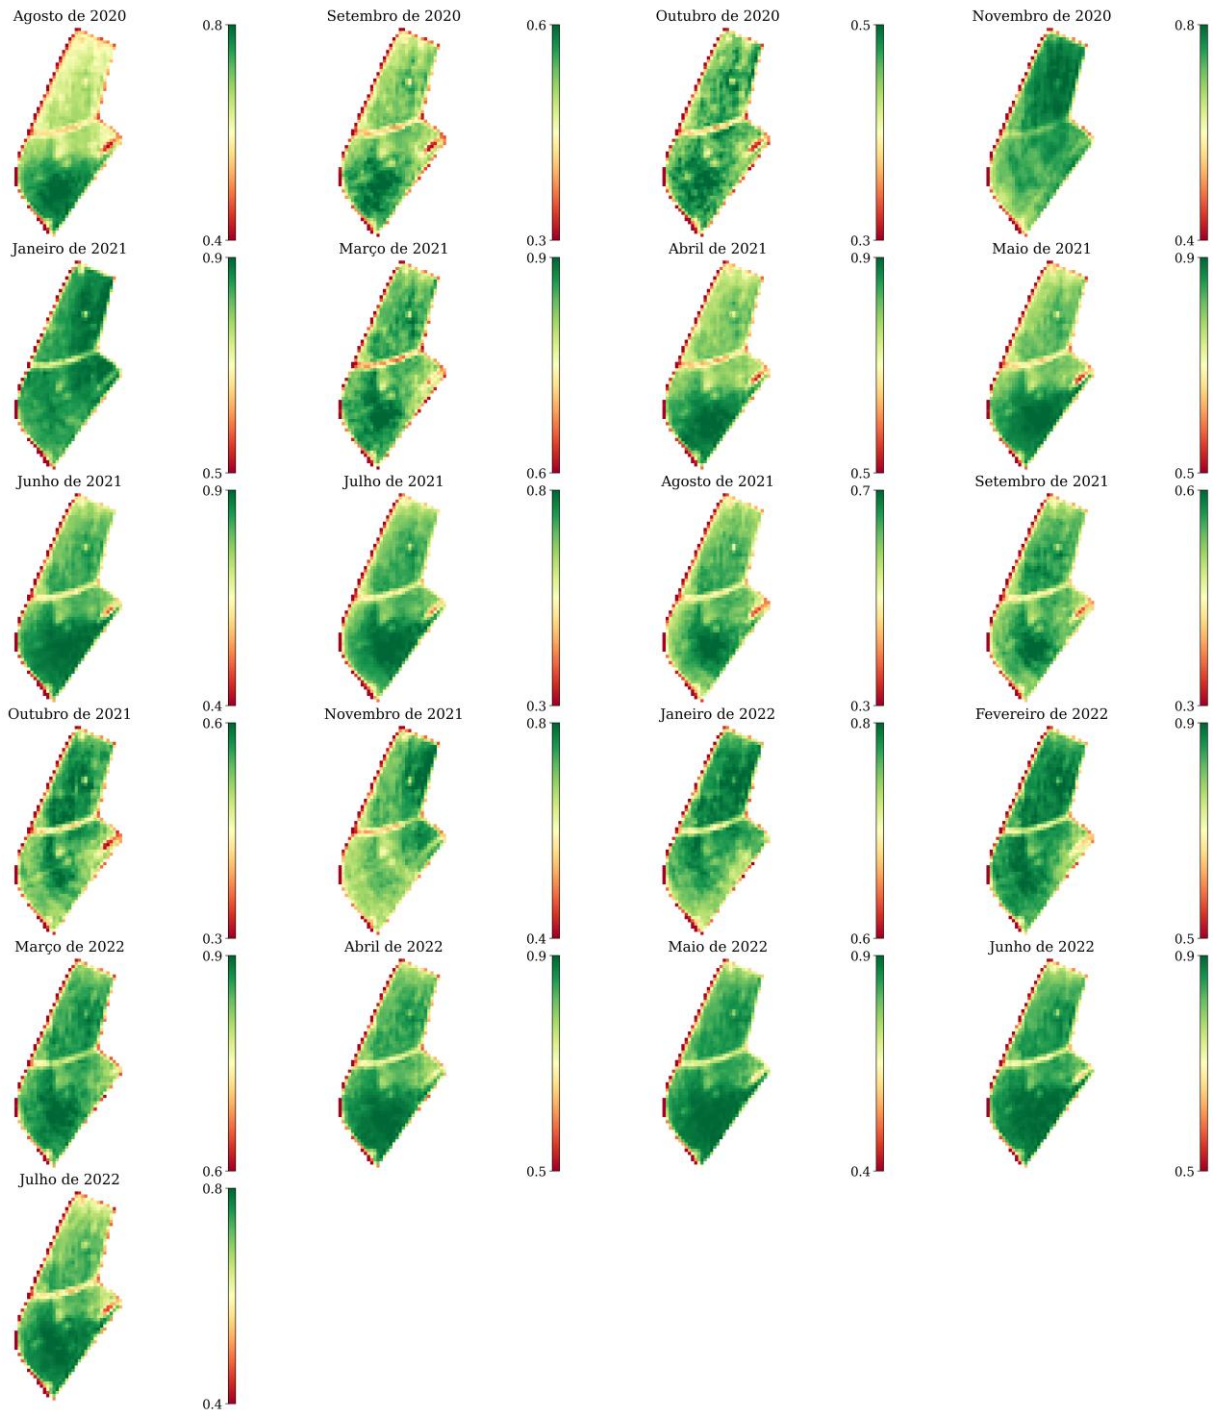 Agosto de 2020
0.8
0.4
Setembro de 2020
0.6
0.3
Outubro de 2020
0.5
0.3
Novembro de 2020
0.8
0.4
Janeiro de 2021
0.9
0.5
Março de 2021
0.9
0.6
Abril de 2021
0.9
0.5
Maio de 2021
0.9
0.5
Junho de 2021
0.9
0.4
Julho de 2021
0.8
0.3
Agosto de 2021
0.7
0.3
Setembro de 2021
0.6
0.3
Outubro de 2021
0.6
0.3
Novembro de 2021
0.8
0.4
Janeiro de 2022
0.8
0.6
Fevereiro de 2022
0.9
0.5
Março de 2022
0.9
0.6
Abril de 2022
0.9
0.5
Maio de 2022
0.9
0.4
Junho de 2022
0.9
0.5
Julho de 2022
0.8
0.4